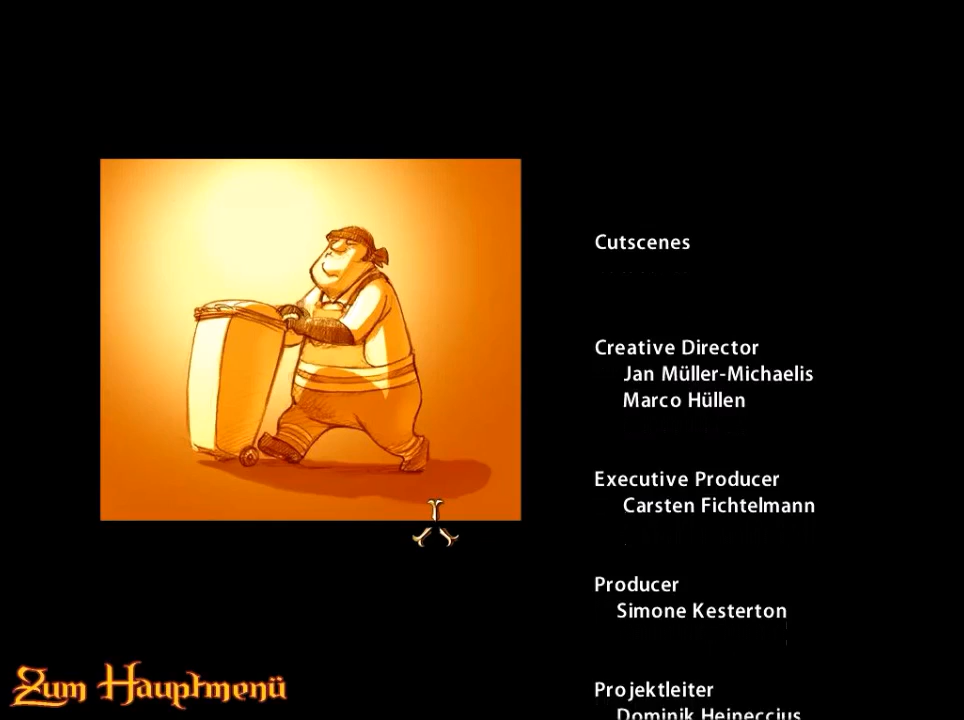 Cutscenes
Creative Director
Jan Müller-Michaelis
Marco Hüllen
Executive Producer
Carsten Fichtelmann
Producer
Simone Kesterton
Projektleiter
Dominik Heineccius
Zum Hauptmenü